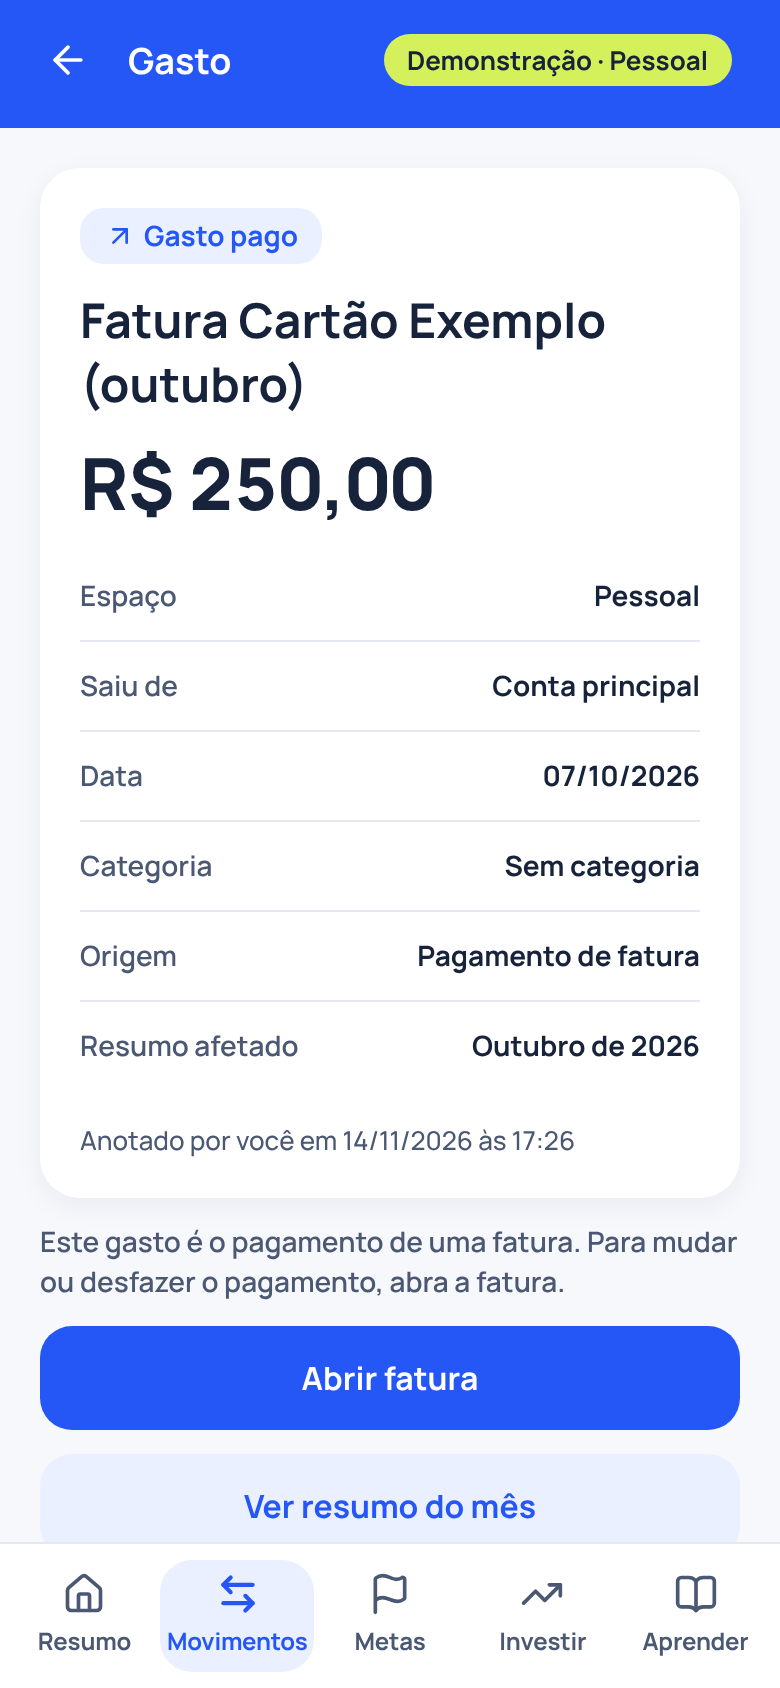 Gasto
Demonstração · Pessoal
Gasto pago
Fatura Cartão Exemplo
(outubro)
R$ 250,00
Espaço Pessoal
Saiu de Conta principal
Data 07/10/2026
Categoria Sem categoria
Origem Pagamento de fatura
Resumo afetado Outubro de 2026
Anotado por você em 14/11/2026 às 17:26
Este gasto é o pagamento de uma fatura. Para mudar
ou desfazer o pagamento, abra a fatura.
Abrir fatura
Ver resumo do mês
Resumo Movimentos Metas Investir Aprender